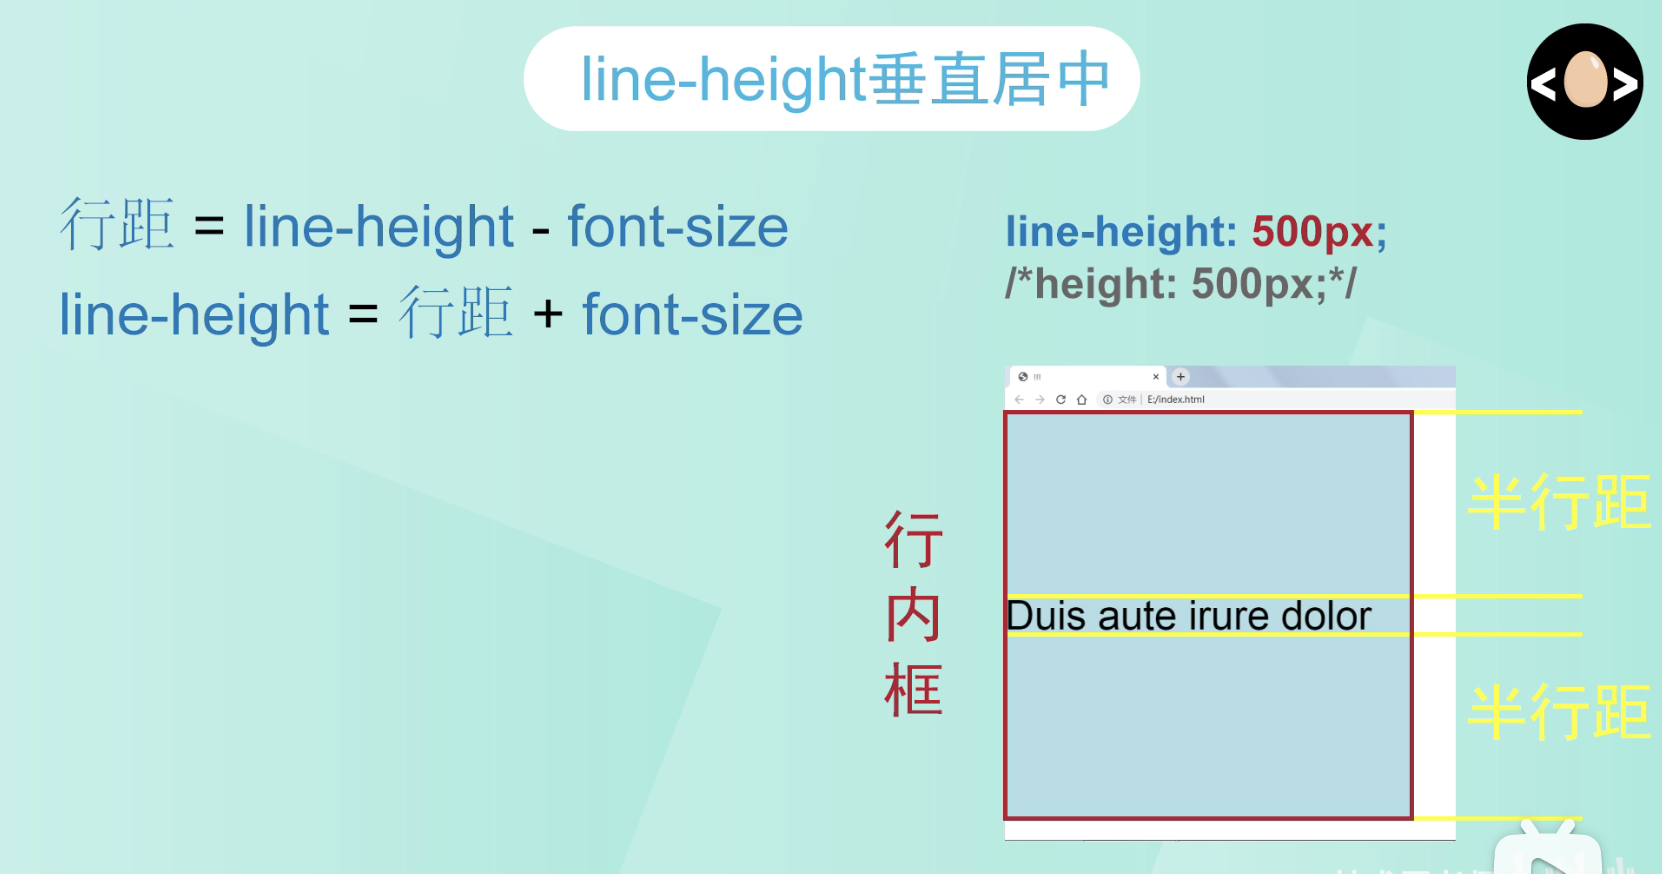 line-height垂直居中
行距 = line-height - font-size
line-height = 行距 + font-size
line-height: 500px;
/*height: 500px;*/
!!!
文件 E:/index.html
半行距
行内框
Duis aute irure dolor
半行距